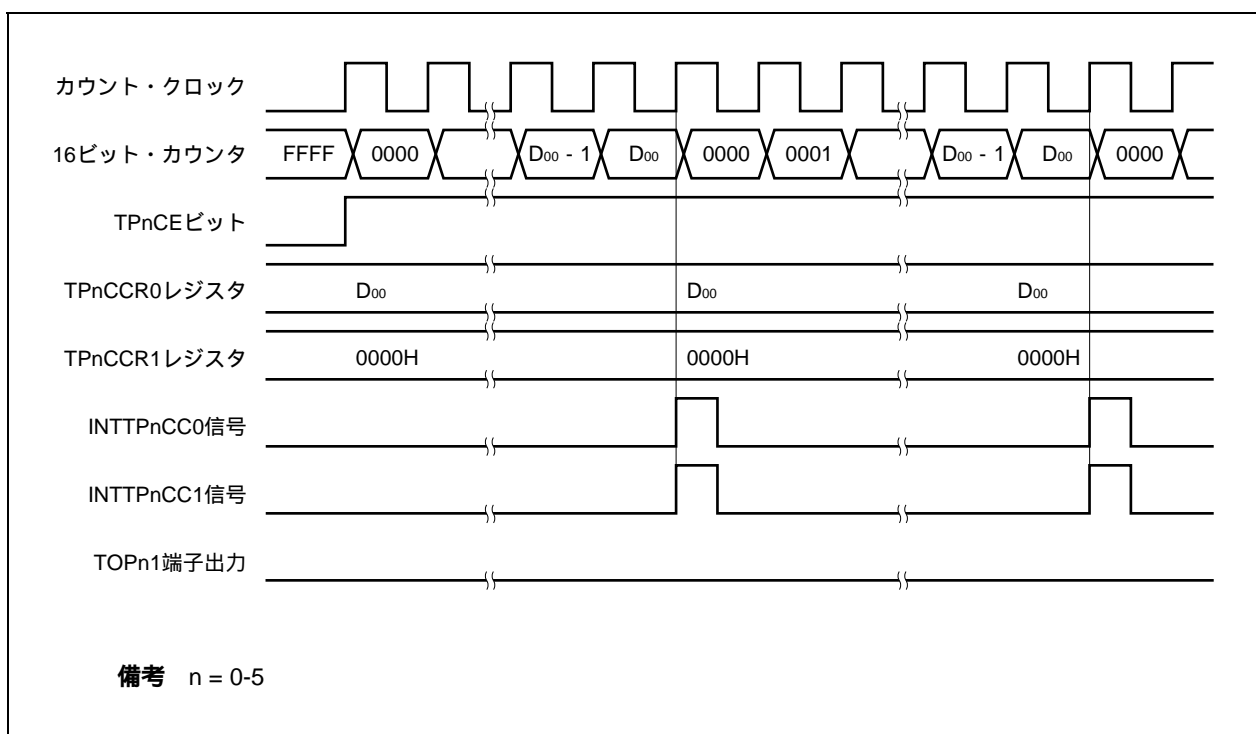 カウント・クロック
16ビット・カウンタ FFFF 0000 D00 - 1 D00 0000 0001 D00 - 1 D00 0000
TPnCEビット
TPnCCR0レジスタ D00 D00 D00
TPnCCR1レジスタ 0000H 0000H 0000H
INTTPnCC0信号
INTTPnCC1信号
TOPn1端子出力
備考 n = 0-5